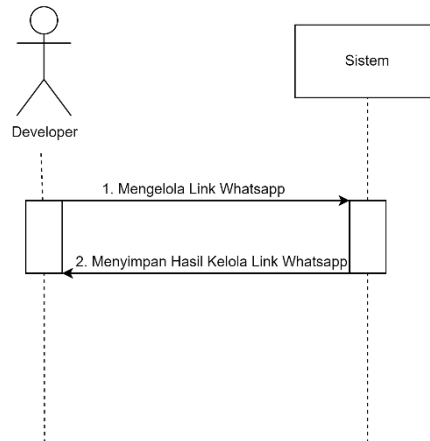 Sistem
Developer
1. Mengelola Link Whatsapp
2. Menyimpan Hasil Kelola Link Whatsapp